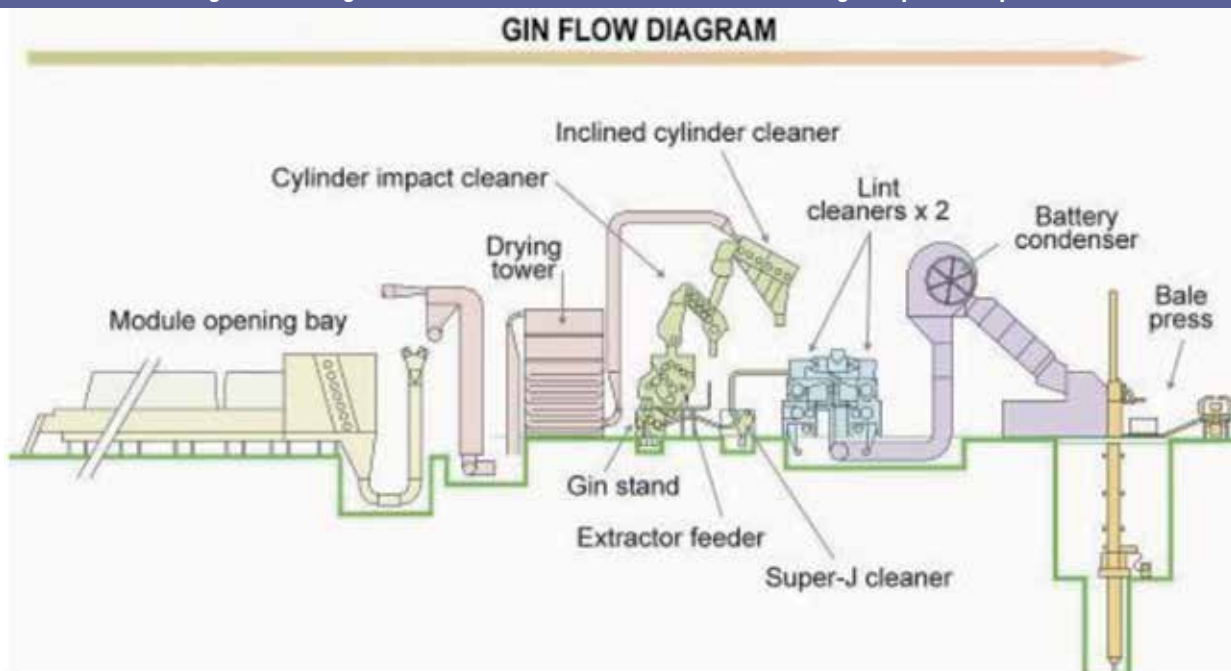 GIN FLOW DIAGRAM
Inclined cylinder cleaner
Cylinder impact cleaner
Lint
cleaners x 2
Battery
condenser
Drying
tower
Bale
press
Module opening bay
Gin stand
Extractor feeder
Super-J cleaner